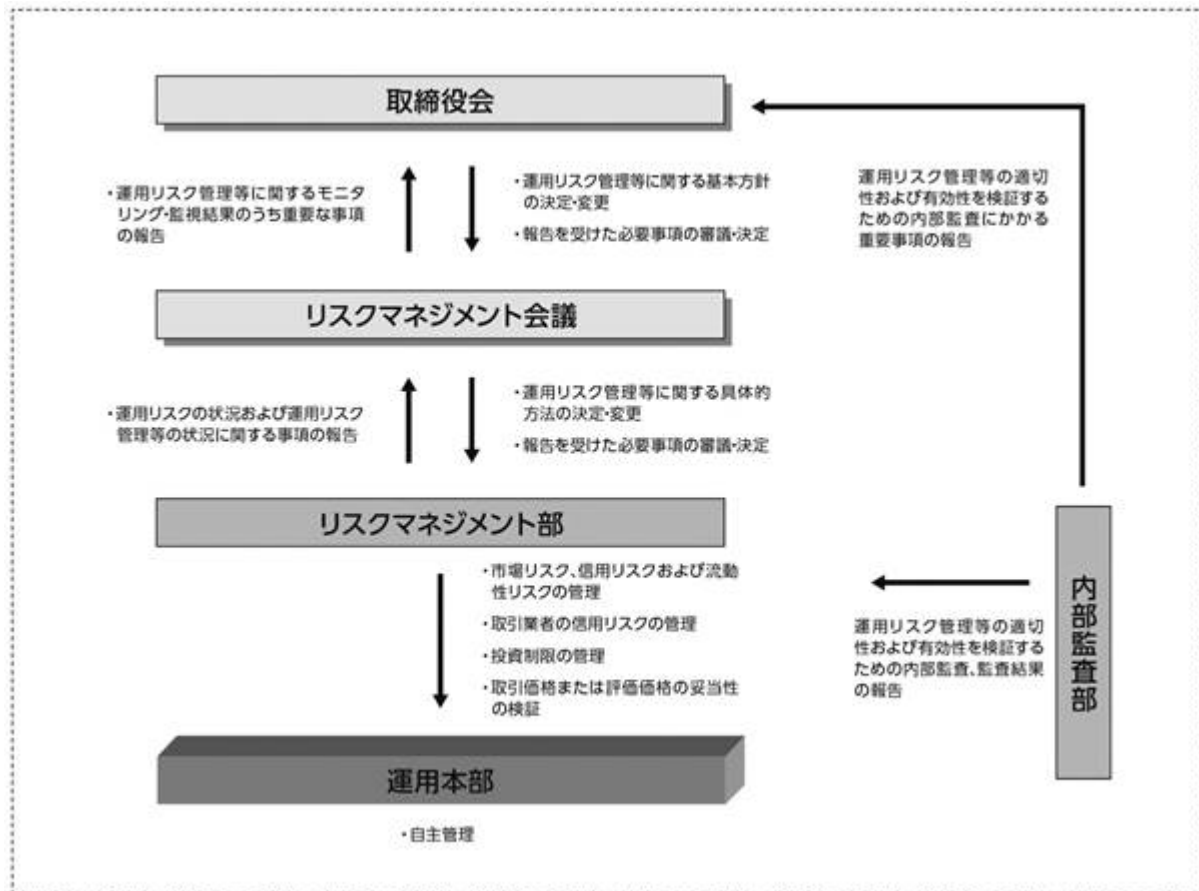 取締役会
・運用リスク管理等に関するモニタ
リング・監視結果のうち重要な事項
の報告
・運用リスク管理等に関する基本方針
の決定・変更
・報告を受けた必要事項の審議・決定
運用リスク管理等の適切
性および有効性を検証する
ための内部監査にかかる
重要事項の報告
リスクマネジメント会議
・運用リスクの状況および運用リスク
管理等の状況に関する事項の報告
・運用リスク管理等に関する具体的
方法の決定・変更
・報告を受けた必要事項の審議・決定
リスクマネジメント部
・市場リスク、信用リスクおよび流動
性リスクの管理
・取引業者の信用リスクの管理
・投資制限の管理
・取引価格または評価価格の妥当性
の検証
運用リスク管理等の適切
性および有効性を検証する
ための内部監査、監査結果
の報告
内部監査部
運用本部
・自主管理